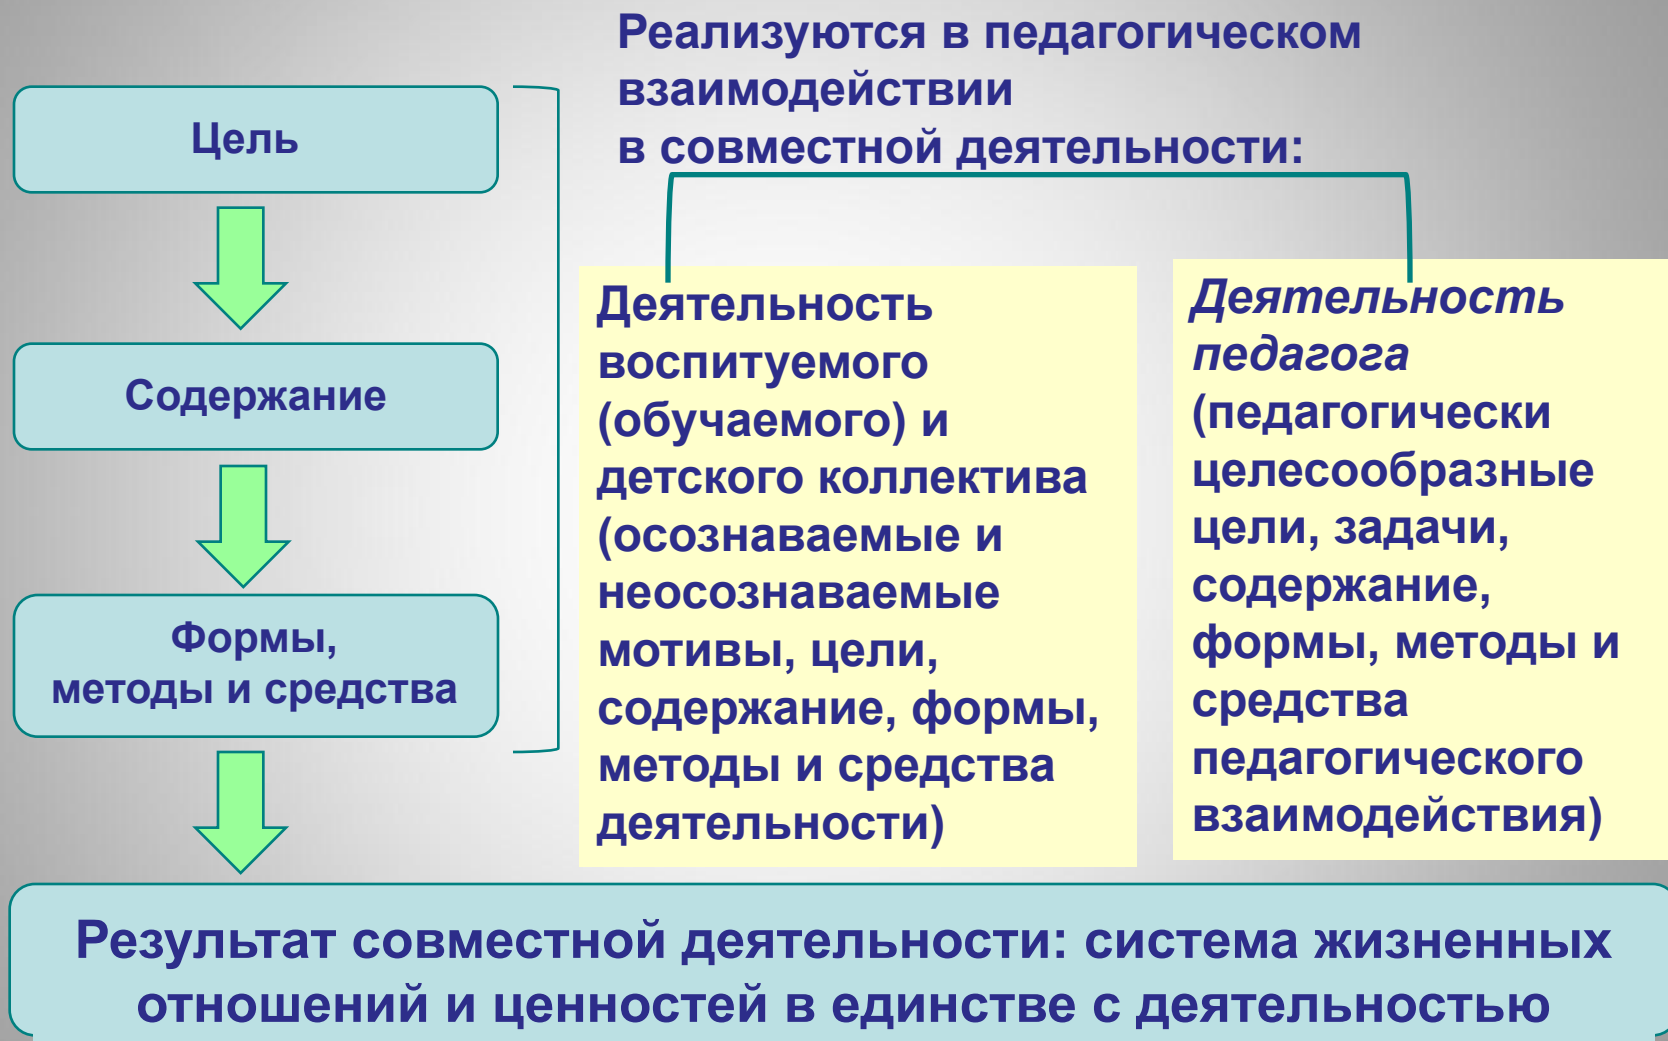 Реализуются в педагогическом
взаимодействии
в совместной деятельности:
Цель
Содержание
Формы,
методы и средства
Деятельность
воспитуемого
(обучаемого) и
детского коллектива
(осознаваемые и
неосознаваемые
мотивы, цели,
содержание, формы,
методы и средства
деятельности)
Деятельность
педагога
(педагогически
целесообразные
цели, задачи,
содержание,
формы, методы и
средства
педагогического
взаимодействия)
Результат совместной деятельности: система жизненных
отношений и ценностей в единстве с деятельностью